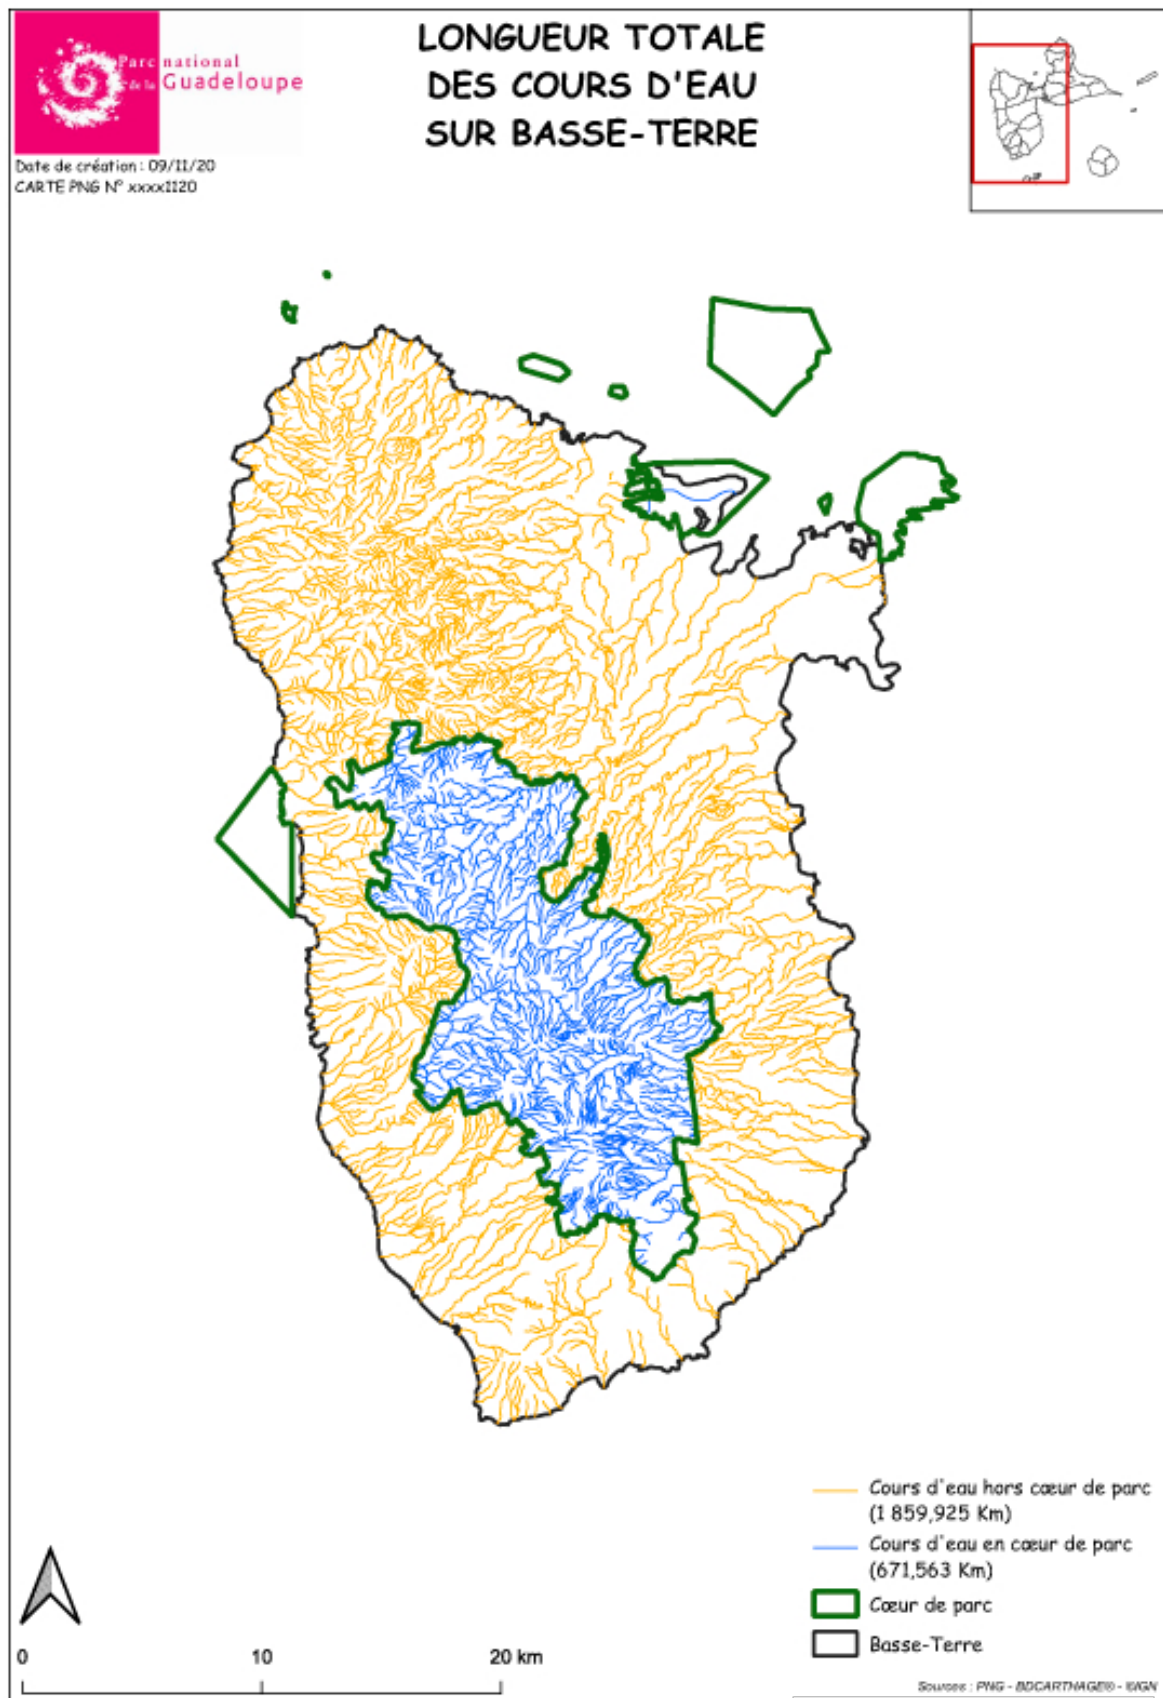 Parc national
de la Guadeloupe
LONGUEUR TOTALE
DES COURS D'EAU
SUR BASSE-TERRE
Date de création : 09/11/20
CARTE PNG N° xxxx1120
Cours d'eau hors cœur de parc
(1 859,925 Km)
Cours d'eau en cœur de parc
(671,563 Km)
Cœur de parc
Basse-Terre
0 10 20 km
Sources : PNG - BDCARTHAGE® - ©IGN